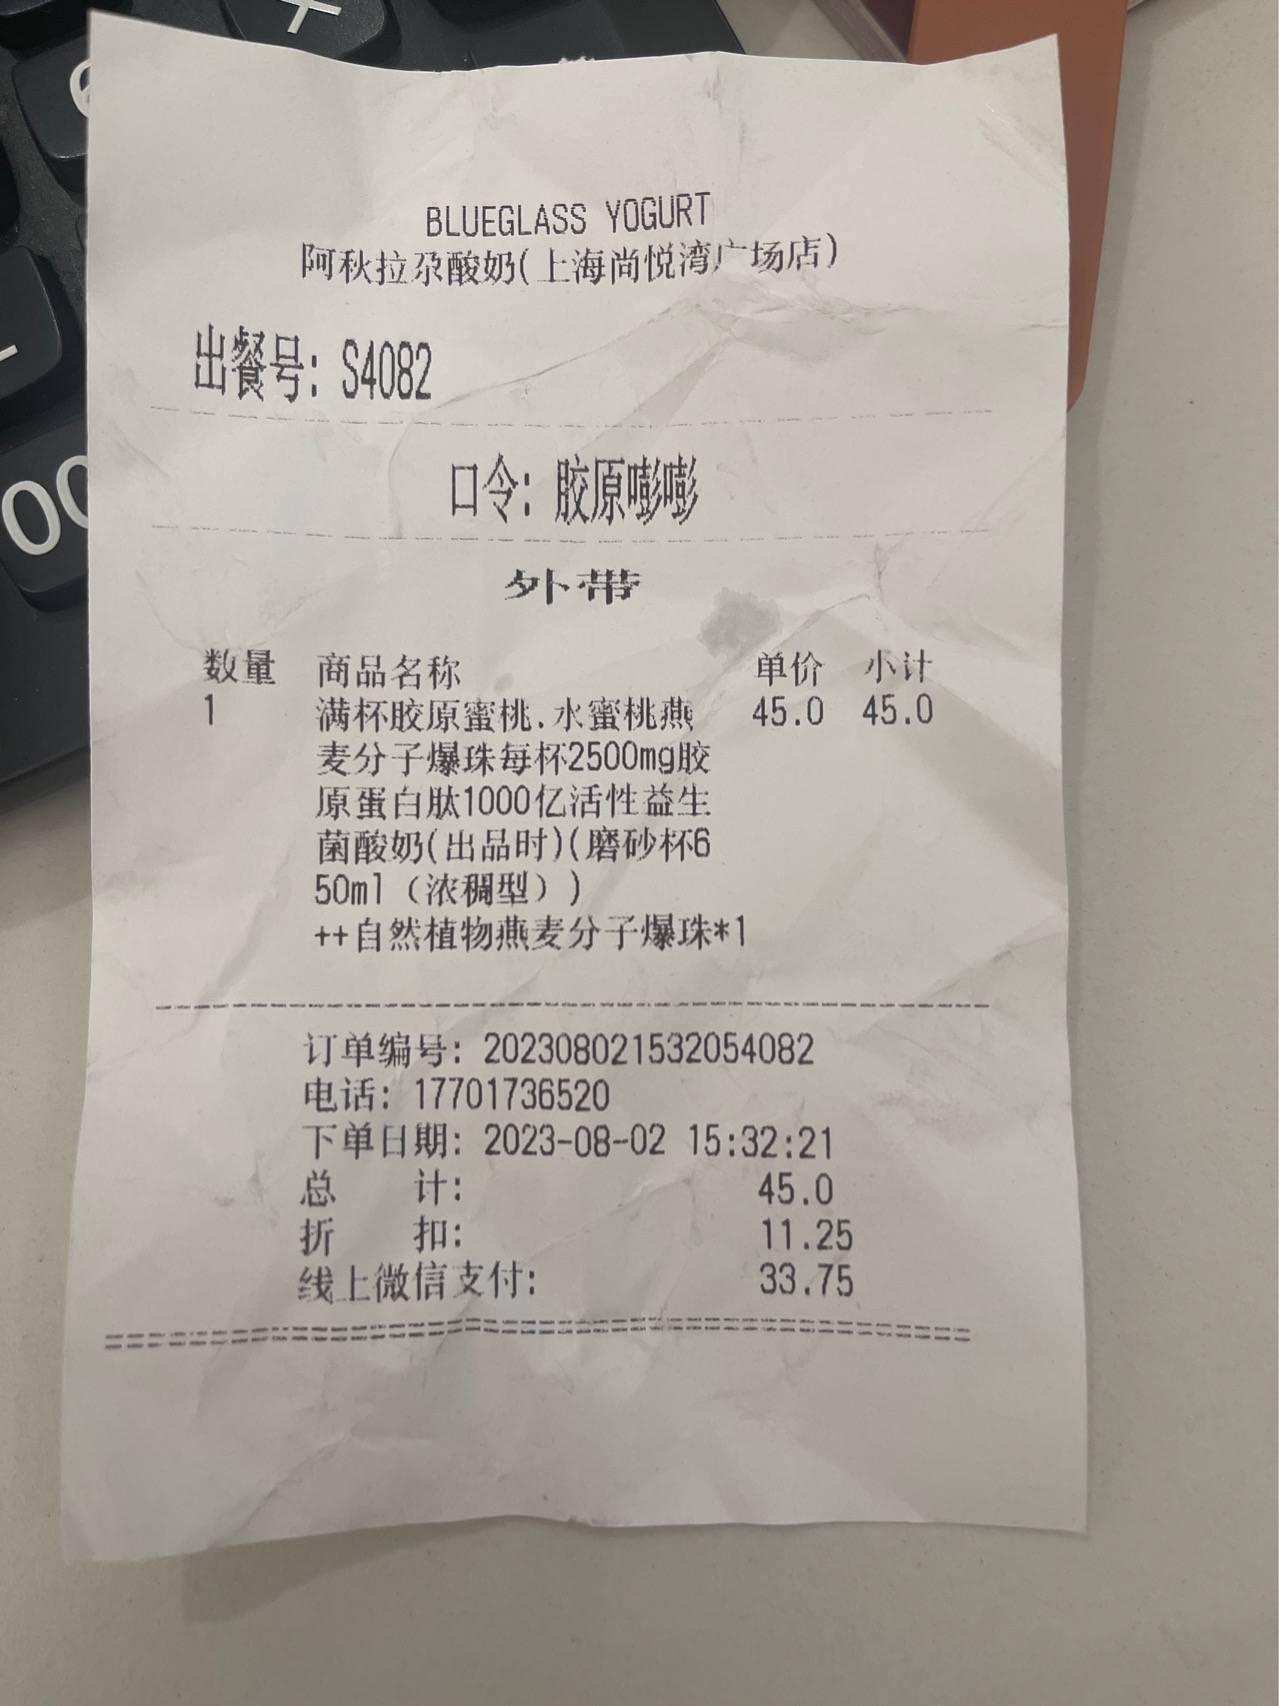 BLUEGLASS YOGURT
阿秋拉尕酸奶(上海尚悦湾广场店)
出餐号: S4082
口令: 胶原嘭嘭
外带
数量 商品名称 单价 小计
1 满杯胶原蜜桃.水蜜桃燕 45.0 45.0
麦分子爆珠每杯2500mg胶
原蛋白肽1000亿活性益生
菌酸奶(出品时)(磨砂杯6
50ml（浓稠型）)
++自然植物燕麦分子爆珠*1
订单编号: 202308021532054082
电话: 17701736520
下单日期: 2023-08-02 15:32:21
总 计: 45.0
折 扣: 11.25
线上微信支付: 33.75